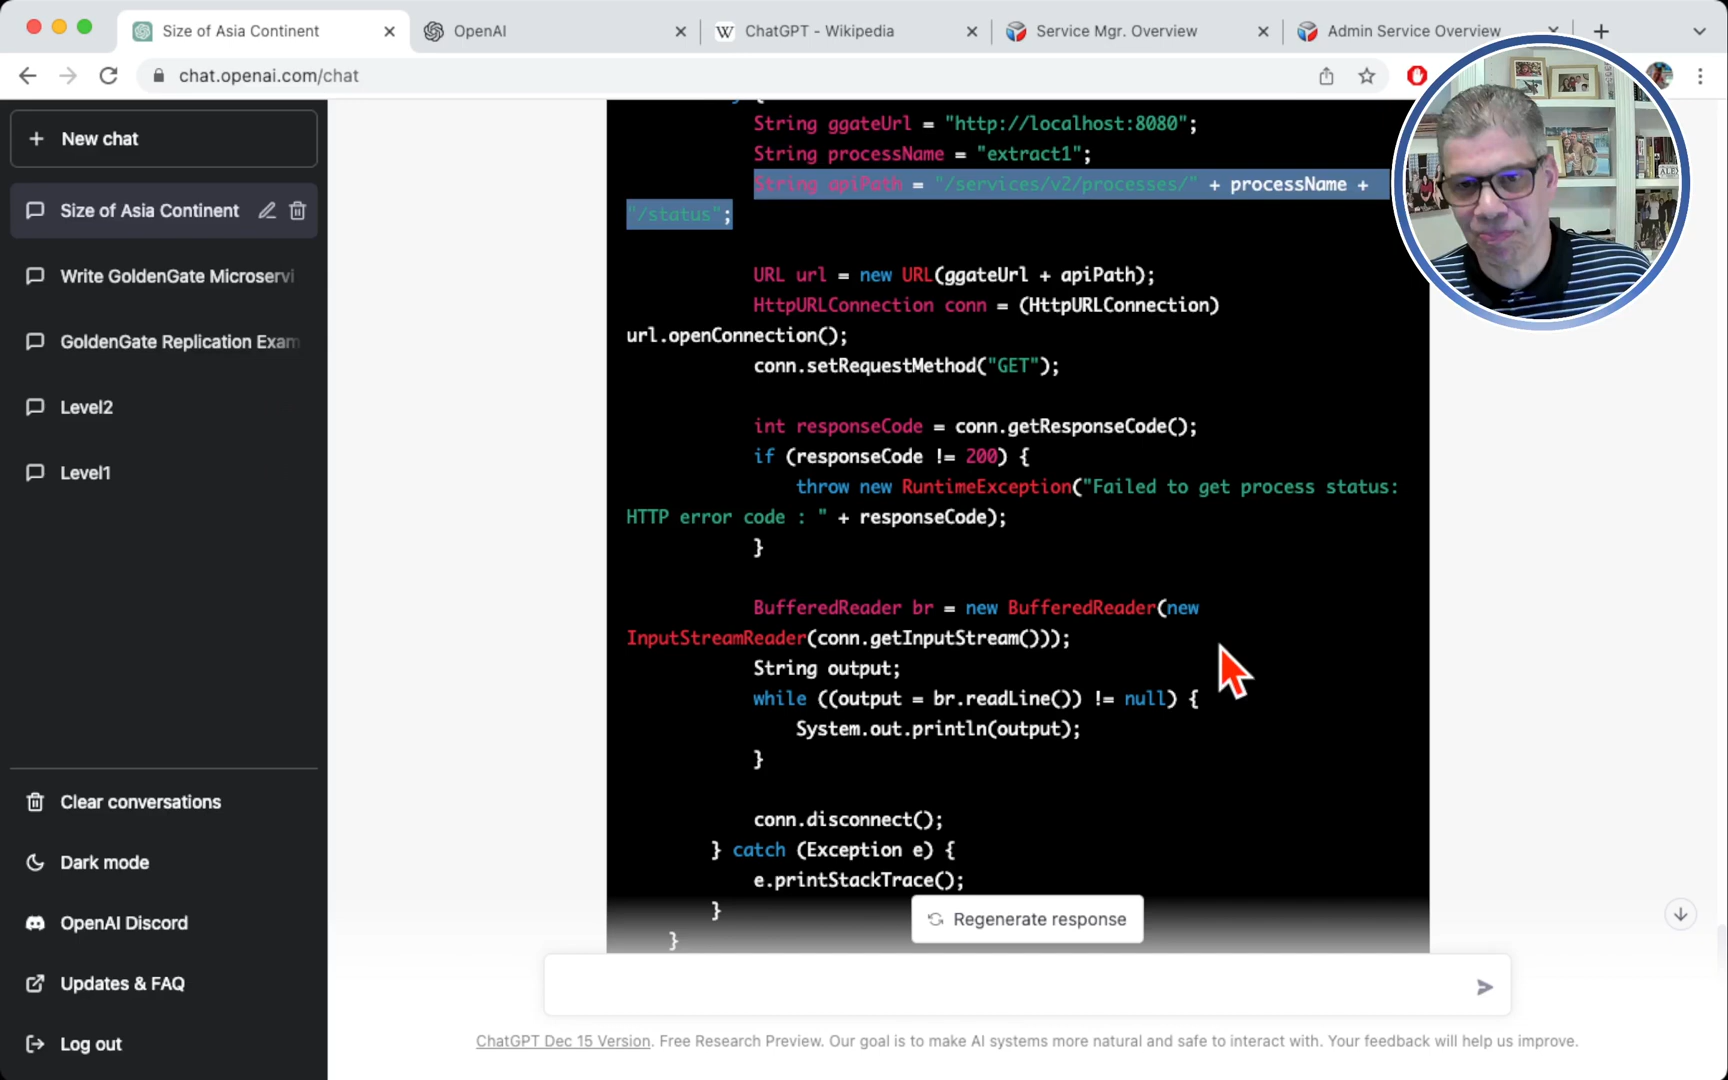 Size of Asia Continent
OpenAI
ChatGPT - Wikipedia
Service Mgr. Overview
Admin Service Overview
chat.openai.com/chat
New chat
Size of Asia Continent
Write GoldenGate Microservi
GoldenGate Replication Exam
Level2
Level1
Clear conversations
Dark mode
OpenAI Discord
Updates & FAQ
Log out
String ggateUrl = "http://localhost:8080";
String processName = "extract1";
String apiPath = "/services/v2/processes/" + processName +
"/status";
URL url = new URL(ggateUrl + apiPath);
HttpURLConnection conn = (HttpURLConnection)
url.openConnection();
conn.setRequestMethod("GET");
int responseCode = conn.getResponseCode();
if (responseCode != 200) {
throw new RuntimeException("Failed to get process status:
HTTP error code : " + responseCode);
}
BufferedReader br = new BufferedReader(new
InputStreamReader(conn.getInputStream()));
String output;
while ((output = br.readLine()) != null) {
System.out.println(output);
}
conn.disconnect();
} catch (Exception e) {
e.printStackTrace();
}
}
Regenerate response
ChatGPT Dec 15 Version. Free Research Preview. Our goal is to make AI systems more natural and safe to interact with. Your feedback will help us improve.